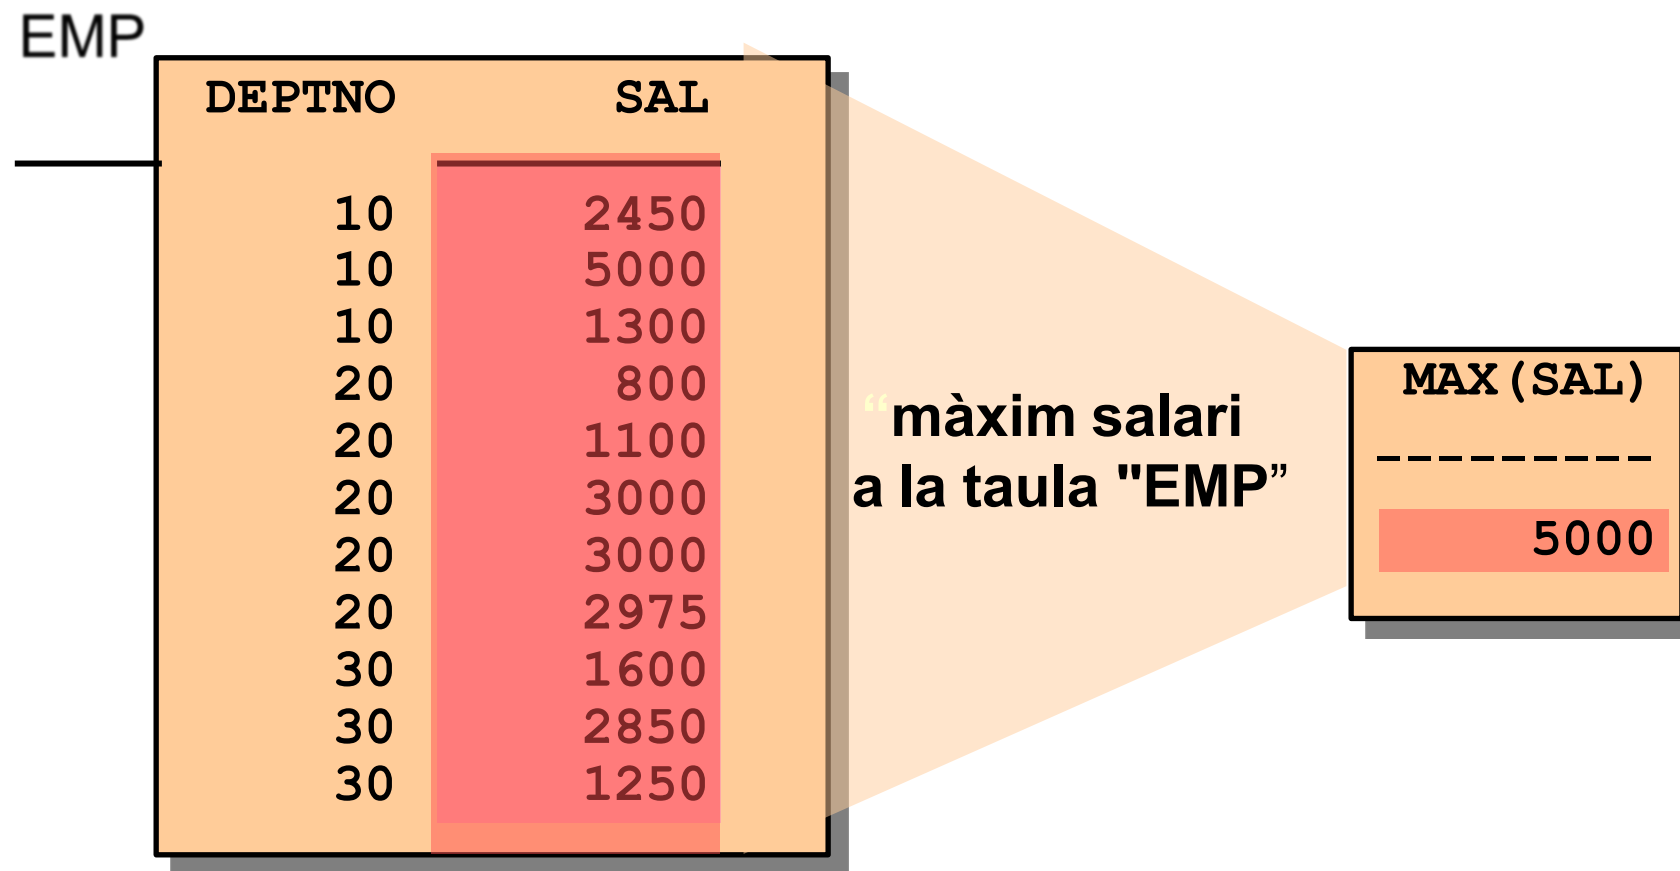 EMP
DEPTNO SAL
10 2450
10 5000
10 1300
20 800
20 1100
20 3000
20 3000
20 2975
30 1600
30 2850
30 1250
“màxim salari
a la taula "EMP”
MAX(SAL)
---------
5000